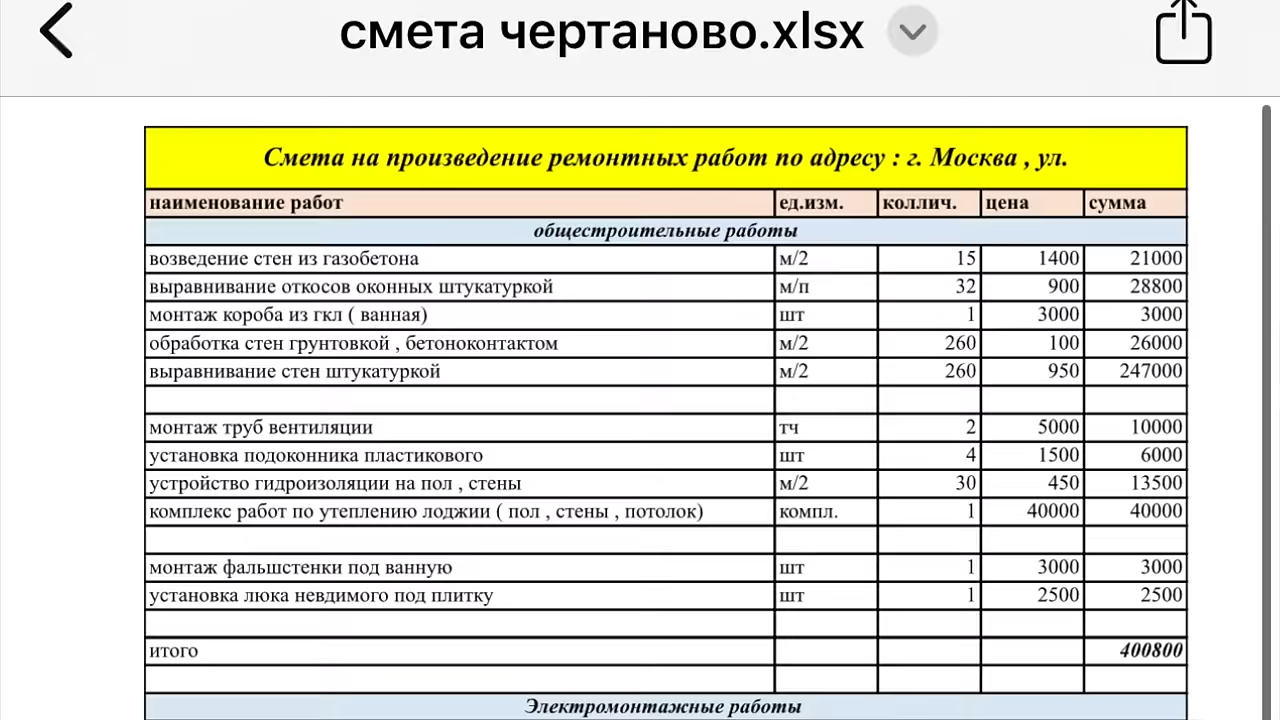 смета чертаново.xlsx
Смета на произведение ремонтных работ по адресу : г. Москва , ул.
наименование работ ед.изм. коллич. цена сумма
общестроительные работы
возведение стен из газобетона м/2 15 1400 21000
выравнивание откосов оконных штукатуркой м/п 32 900 28800
монтаж короба из гкл ( ванная) шт 1 3000 3000
обработка стен грунтовкой , бетоноконтактом м/2 260 100 26000
выравнивание стен штукатуркой м/2 260 950 247000
монтаж труб вентиляции тч 2 5000 10000
установка подоконника пластикового шт 4 1500 6000
устройство гидроизоляции на пол , стены м/2 30 450 13500
комплекс работ по утеплению лоджии ( пол , стены , потолок) компл. 1 40000 40000
монтаж фальшстенки под ванную шт 1 3000 3000
установка люка невдимого под плитку шт 1 2500 2500
итого 400800
Электромонтажные работы